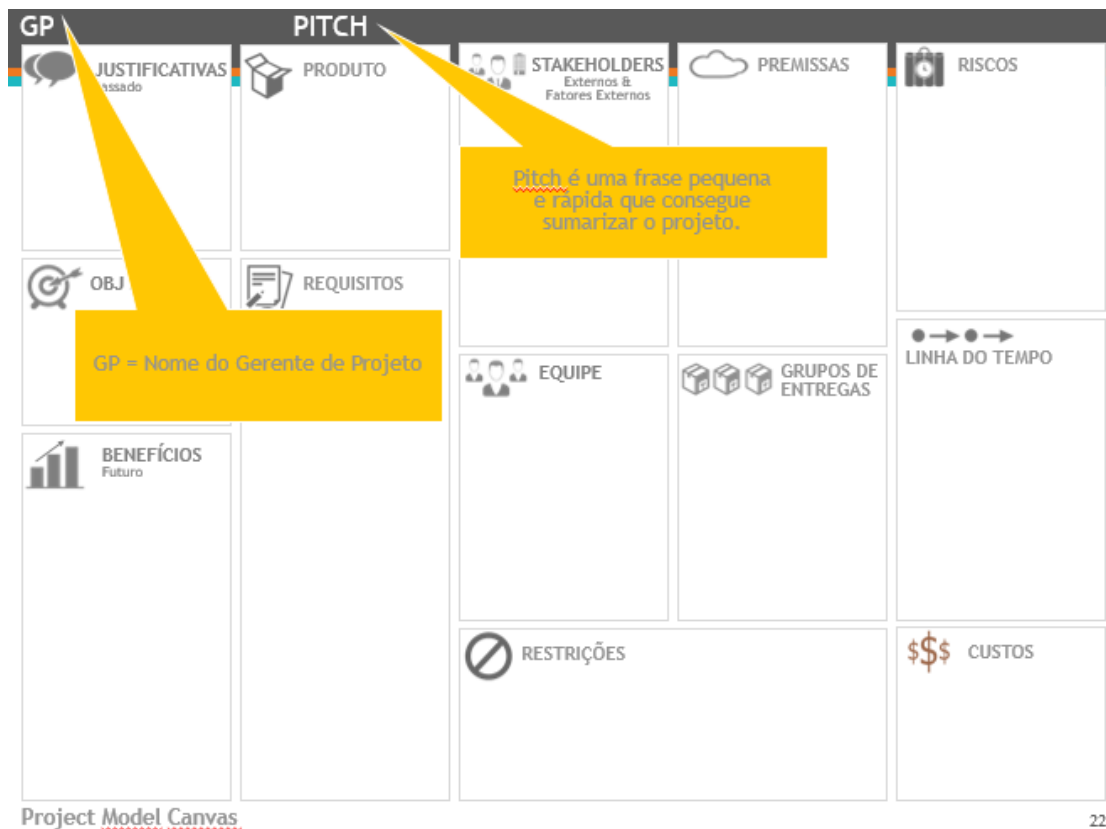 GP
PITCH
JUSTIFICATIVAS
assado
PRODUTO
STAKEHOLDERS
Externos &
Fatores Externos
PREMISSAS
RISCOS
Pitch é uma frase pequena
e rápida que consegue
sumarizar o projeto.
OBJ
REQUISITOS
GP = Nome do Gerente de Projeto
EQUIPE
GRUPOS DE
ENTREGAS
LINHA DO TEMPO
BENEFÍCIOS
Futuro
RESTRIÇÕES
$$$ CUSTOS
Project Model Canvas
22